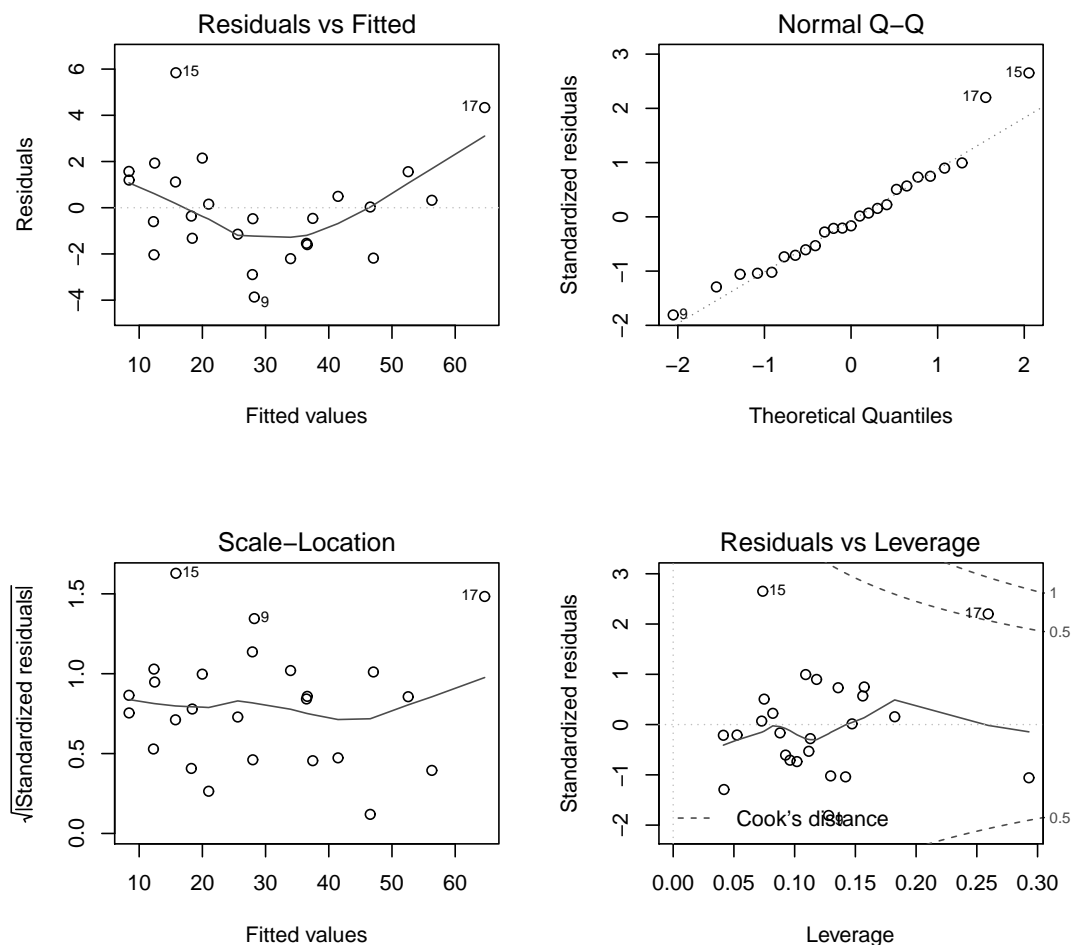 Residuals vs Fitted
Residuals
−4 −2 0 2 4 6
15
17
9
10 20 30 40 50 60
Fitted values
Normal Q−Q
Standardized residuals
−2 −1 0 1 2 3
15
17
9
−2 −1 0 1 2
Theoretical Quantiles
Scale−Location
√|Standardized residuals|
0.0 0.5 1.0 1.5
15
17
9
10 20 30 40 50 60
Fitted values
Residuals vs Leverage
Standardized residuals
−2 −1 0 1 2 3
15
17
9
1
0.5
0.5
Cook's distance
0.00 0.05 0.10 0.15 0.20 0.25 0.30
Leverage